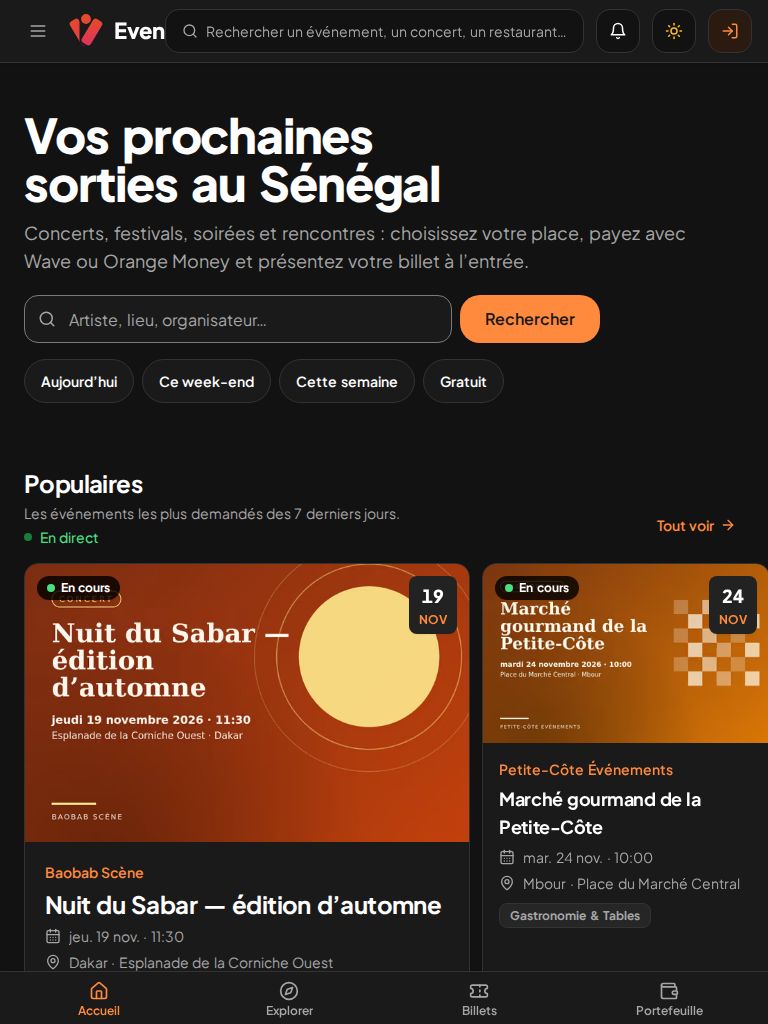 Even
Rechercher un événement, un concert, un restaurant…
Vos prochaines
sorties au Sénégal
Concerts, festivals, soirées et rencontres : choisissez votre place, payez avec
Wave ou Orange Money et présentez votre billet à l’entrée.
Artiste, lieu, organisateur…
Rechercher
Aujourd’hui
Ce week-end
Cette semaine
Gratuit
Populaires
Les événements les plus demandés des 7 derniers jours.
En direct
Tout voir
En cours
19
NOV
Nuit du Sabar —
édition
d’automne
jeudi 19 novembre 2026 · 11:30
Esplanade de la Corniche Ouest · Dakar
BAOBAB SCÈNE
Baobab Scène
Nuit du Sabar — édition d’automne
jeu. 19 nov. · 11:30
Dakar · Esplanade de la Corniche Ouest
En cours
24
NOV
Marché
gourmand de la
Petite-Côte
mardi 24 novembre 2026 · 10:00
Place du Marché Central · Mbour
PETITE-CÔTE ÉVÉNEMENTS
Petite-Côte Événements
Marché gourmand de la
Petite-Côte
mar. 24 nov. · 10:00
Mbour · Place du Marché Central
Gastronomie & Tables
Accueil
Explorer
Billets
Portefeuille